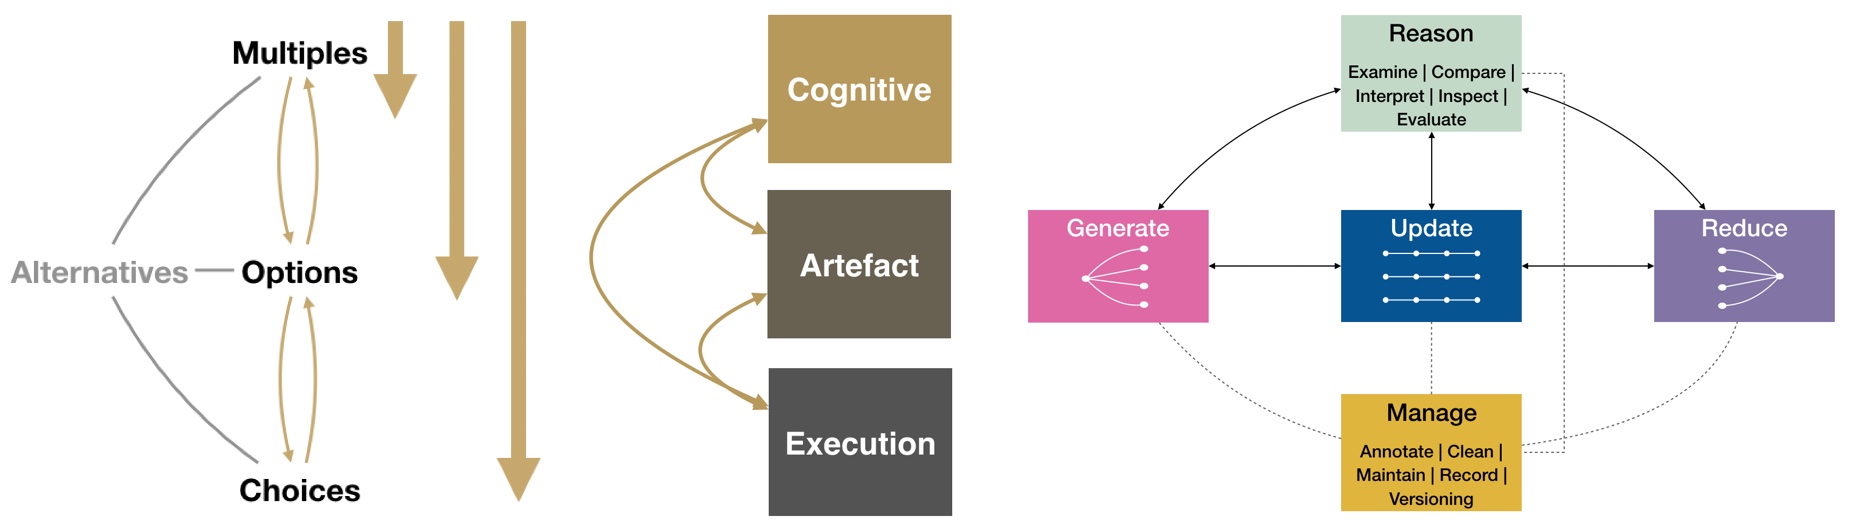 Multiples
Alternatives
Options
Choices
Cognitive
Artefact
Execution
Reason
Examine | Compare |
Interpret | Inspect |
Evaluate
Generate
Update
Reduce
Manage
Annotate | Clean |
Maintain | Record |
Versioning